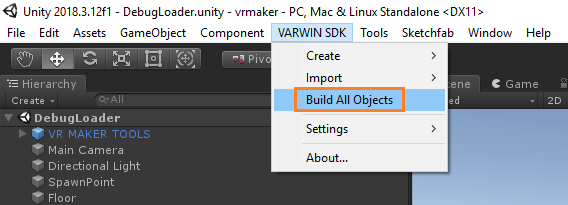 Unity 2018.3.12f1 - DebugLoader.unity - vrmaker - PC, Mac & Linux Standalone <DX11>
File Edit Assets GameObject Component VARWIN SDK Tools Sketchfab Window Help
Pivo
Create
Import
Build All Objects
Settings
About...
Hierarchy
Create
All
DebugLoader
VR MAKER TOOLS
Main Camera
Directional Light
SpawnPoint
Floor
cene Game
ed 2D